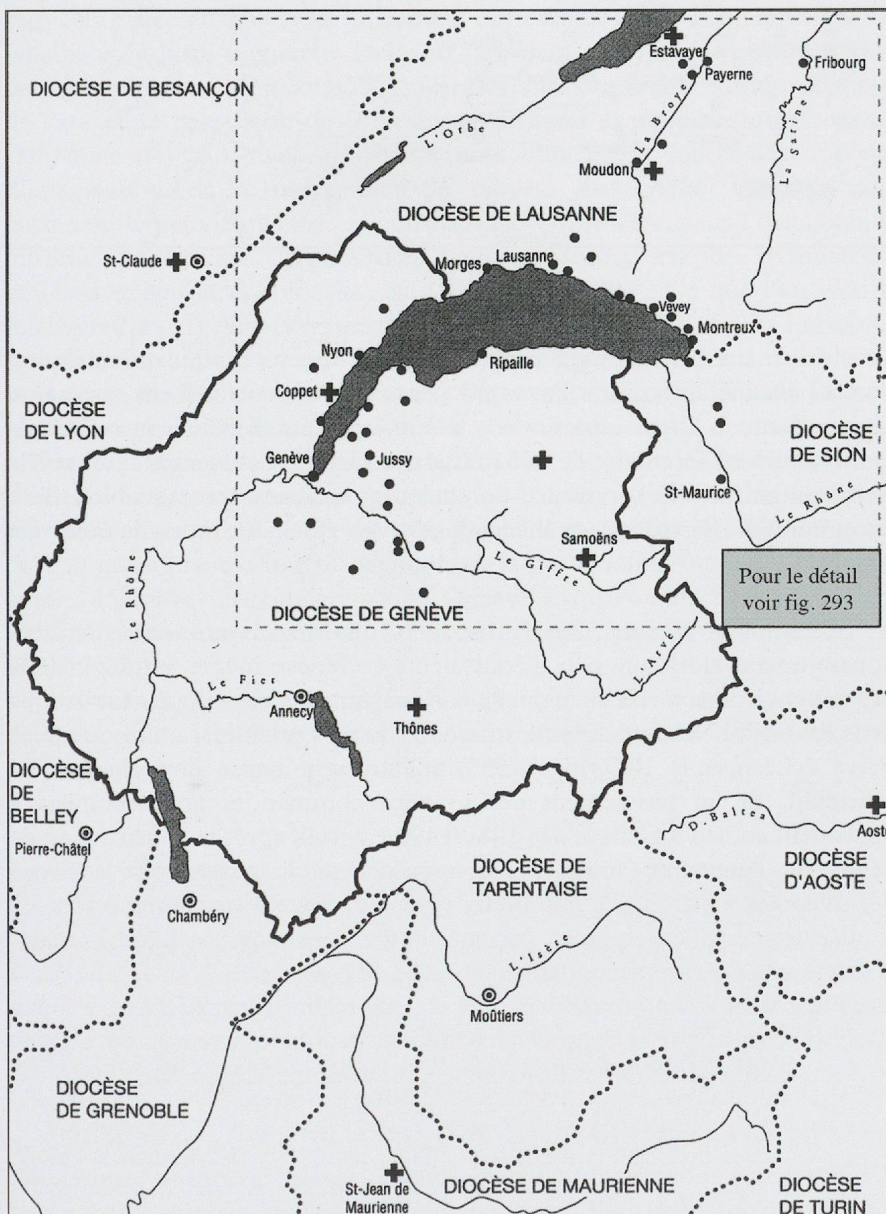 Estavayer
Fribourg
DIOCÈSE DE BESANÇON
Payerne
L'Orbe
La Broye
La Sarine
Moudon
DIOCÈSE DE LAUSANNE
St-Claude
Morges
Lausanne
Vevey
Montreux
Nyon
Ripaille
Coppet
DIOCÈSE
DE LYON
DIOCÈSE
DE SION
Genève
Jussy
St-Maurice
Le Rhône
Samoëns
Le Giffre
Pour le détail
voir fig. 293
Le Rhône
DIOCÈSE DE GENÈVE
L'Arve
Le Fier
Annecy
Thônes
DIOCÈSE
DE
BELLEY
Pierre-Châtel
D. Baltea
Aoste
DIOCÈSE
D'AOSTE
DIOCÈSE DE
TARENTAISE
Chambéry
L'Isère
Moûtiers
DIOCÈSE
DE GRENOBLE
St-Jean de
Maurienne
DIOCÈSE DE MAURIENNE
DIOCÈSE
DE TURIN